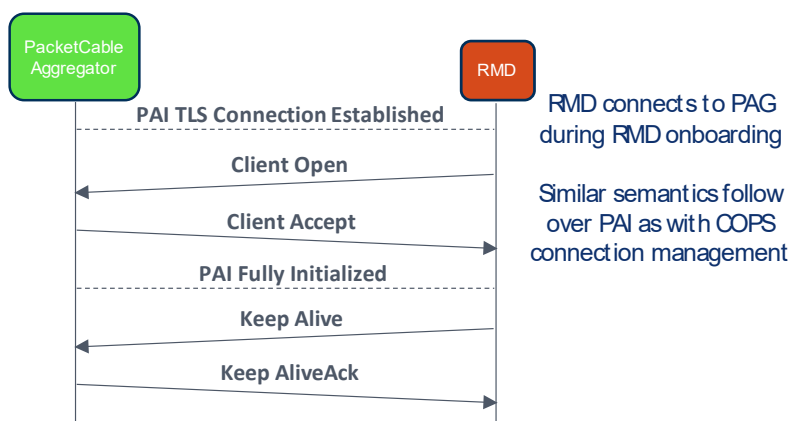 PacketCable
Aggregator
RMD
PAI TLS Connection Established
RMD connects to PAG
during RMD onboarding
Client Open
Similar semantics follow
over PAI as with COPS
connection management
Client Accept
PAI Fully Initialized
Keep Alive
Keep AliveAck